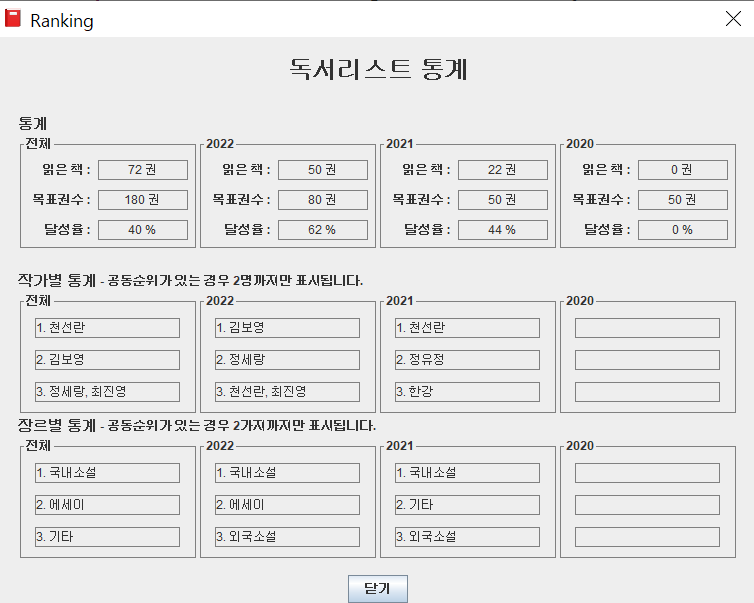 Ranking
독서리스트 통계
통계
전체
읽은 책 : 72 권
목표권수 : 180 권
달성율 : 40 %
2022
읽은 책 : 50 권
목표권수 : 80 권
달성율 : 62 %
2021
읽은 책 : 22 권
목표권수 : 50 권
달성율 : 44 %
2020
읽은 책 : 0 권
목표권수 : 50 권
달성율 : 0 %
작가별 통계 - 공동순위가 있는 경우 2명까지만 표시됩니다.
전체
1. 천선란
2. 김보영
3. 정세랑, 최진영
2022
1. 김보영
2. 정세랑
3. 천선란, 최진영
2021
1. 천선란
2. 정유정
3. 한강
2020
장르별 통계 - 공동순위가 있는 경우 2가지까지만 표시됩니다.
전체
1. 국내소설
2. 에세이
3. 기타
2022
1. 국내소설
2. 에세이
3. 외국소설
2021
1. 국내소설
2. 기타
3. 외국소설
2020
닫기